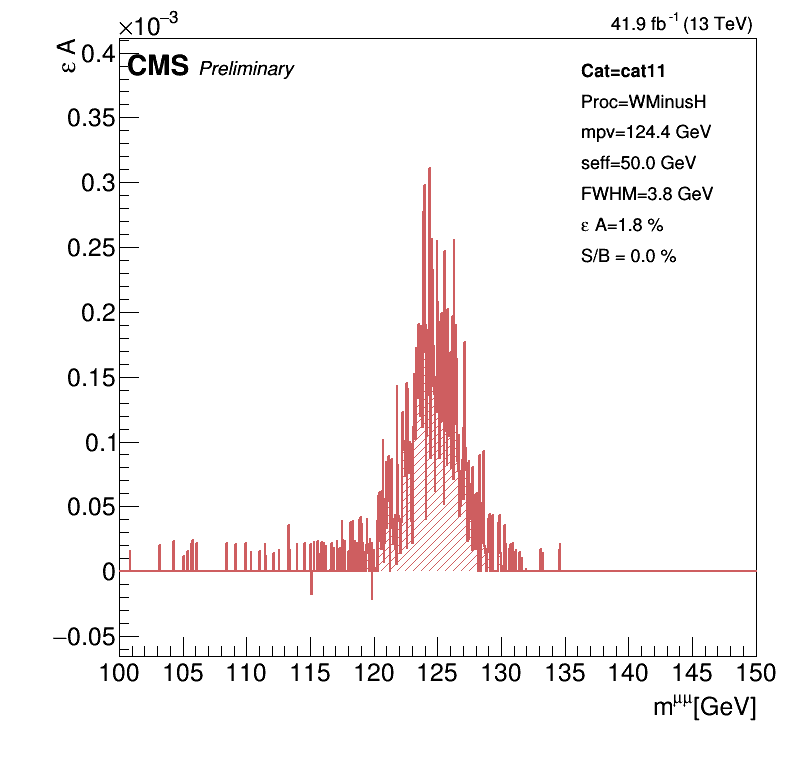 ×10⁻³
41.9 fb⁻¹ (13 TeV)
ε A
CMS Preliminary
Cat=cat11
Proc=WMinusH
mpv=124.4 GeV
seff=50.0 GeV
FWHM=3.8 GeV
ε A=1.8 %
S/B = 0.0 %
0.4
0.35
0.3
0.25
0.2
0.15
0.1
0.05
0
−0.05
100 105 110 115 120 125 130 135 140 145 150
m^μμ[GeV]